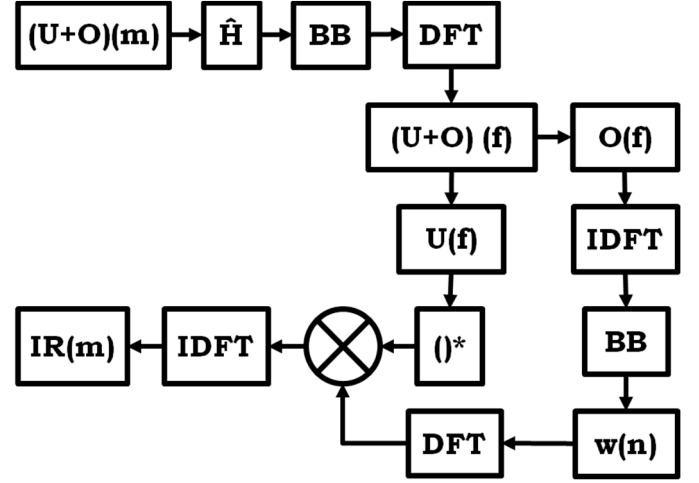 (U+O)(m) Ĥ BB DFT
(U+O) (f) O(f)
U(f) IDFT
IR(m) IDFT ()* BB
DFT w(n)